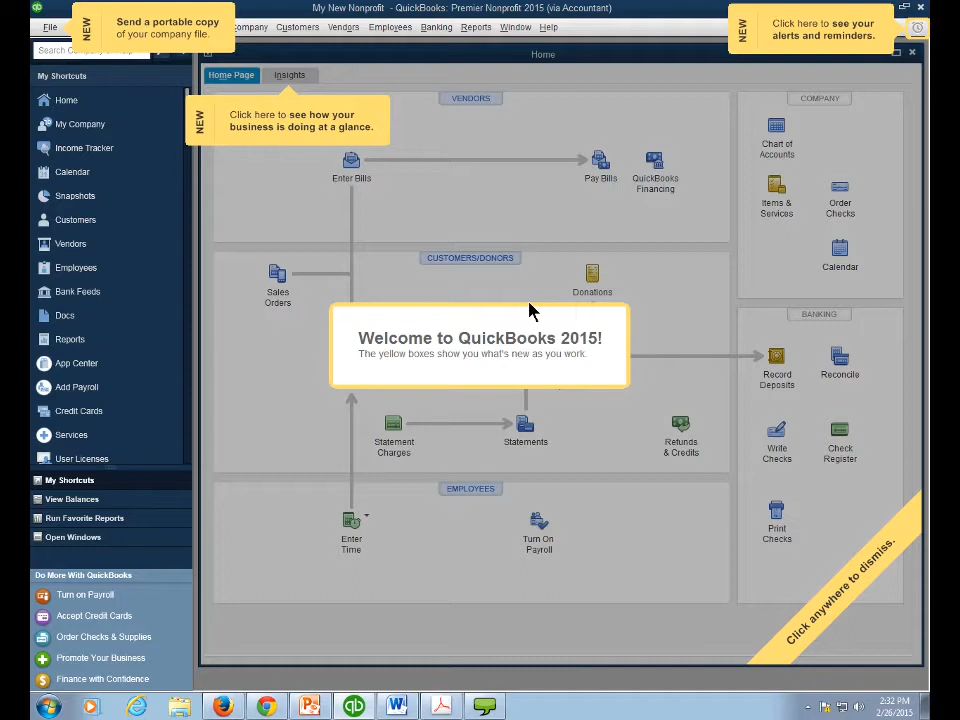 My New Nonprofit - QuickBooks: Premier Nonprofit 2015 (via Accountant)
File
ompany
Customers
Vendors
Employees
Banking
Reports
Window
Help
NEW
Send a portable copy
of your company file.
NEW
Click here to see your
alerts and reminders.
My Shortcuts
Home
My Company
Income Tracker
Calendar
Snapshots
Customers
Vendors
Employees
Bank Feeds
Docs
Reports
App Center
Add Payroll
Credit Cards
Services
User Licenses
My Shortcuts
View Balances
Run Favorite Reports
Open Windows
Do More With QuickBooks
Turn on Payroll
Accept Credit Cards
Order Checks & Supplies
Promote Your Business
Finance with Confidence
Home
Home Page
Insights
NEW
Click here to see how your
business is doing at a glance.
VENDORS
Enter Bills
Pay Bills
QuickBooks
Financing
CUSTOMERS/DONORS
Sales
Orders
Donations
Welcome to QuickBooks 2015!
The yellow boxes show you what's new as you work.
Statement
Charges
Statements
Refunds
& Credits
EMPLOYEES
Enter
Time
Turn On
Payroll
COMPANY
Chart of
Accounts
Items &
Services
Order
Checks
Calendar
BANKING
Record
Deposits
Reconcile
Write
Checks
Check
Register
Print
Checks
Click anywhere to dismiss.
2:32 PM
2/26/2015